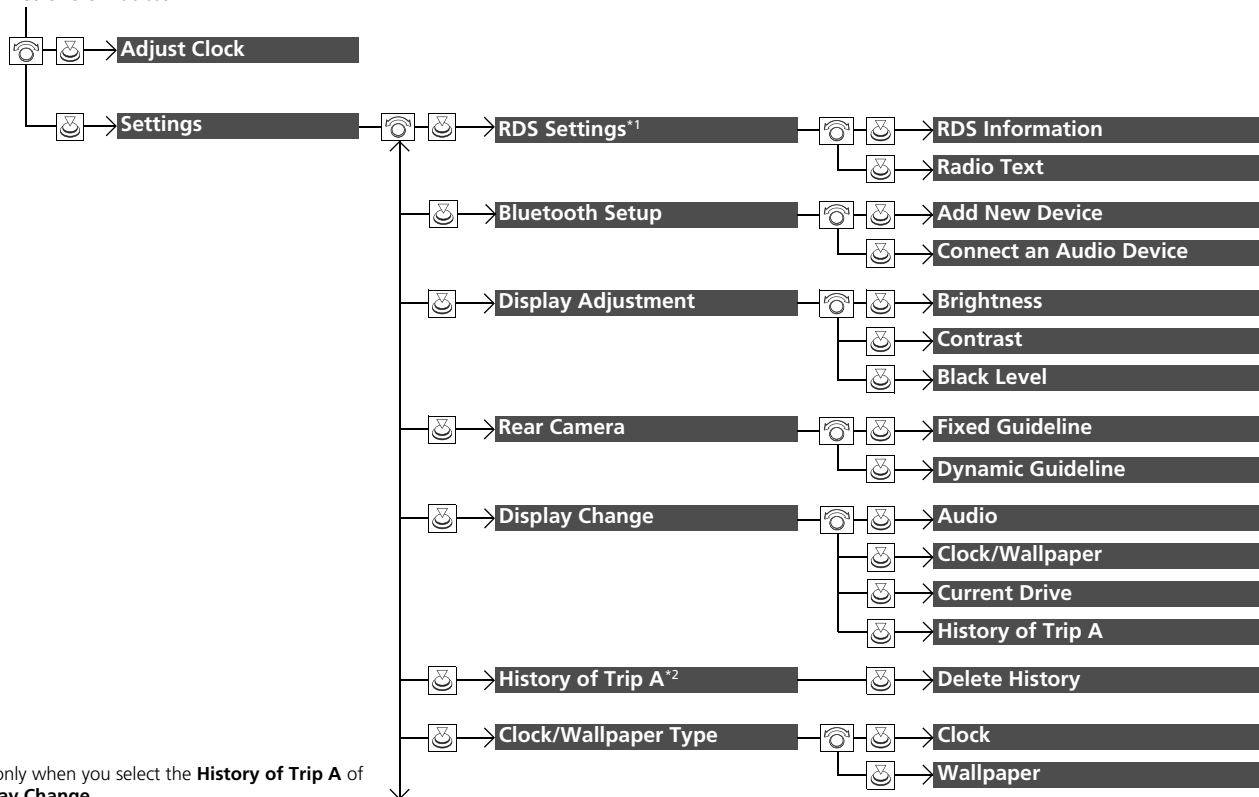 Adjust Clock
Settings
RDS Settings*1
RDS Information
Radio Text
Bluetooth Setup
Add New Device
Connect an Audio Device
Display Adjustment
Brightness
Contrast
Black Level
Rear Camera
Fixed Guideline
Dynamic Guideline
Display Change
Audio
Clock/Wallpaper
Current Drive
History of Trip A
History of Trip A*2
Delete History
Clock/Wallpaper Type
Clock
Wallpaper
only when you select the History of Trip A of
ay Change